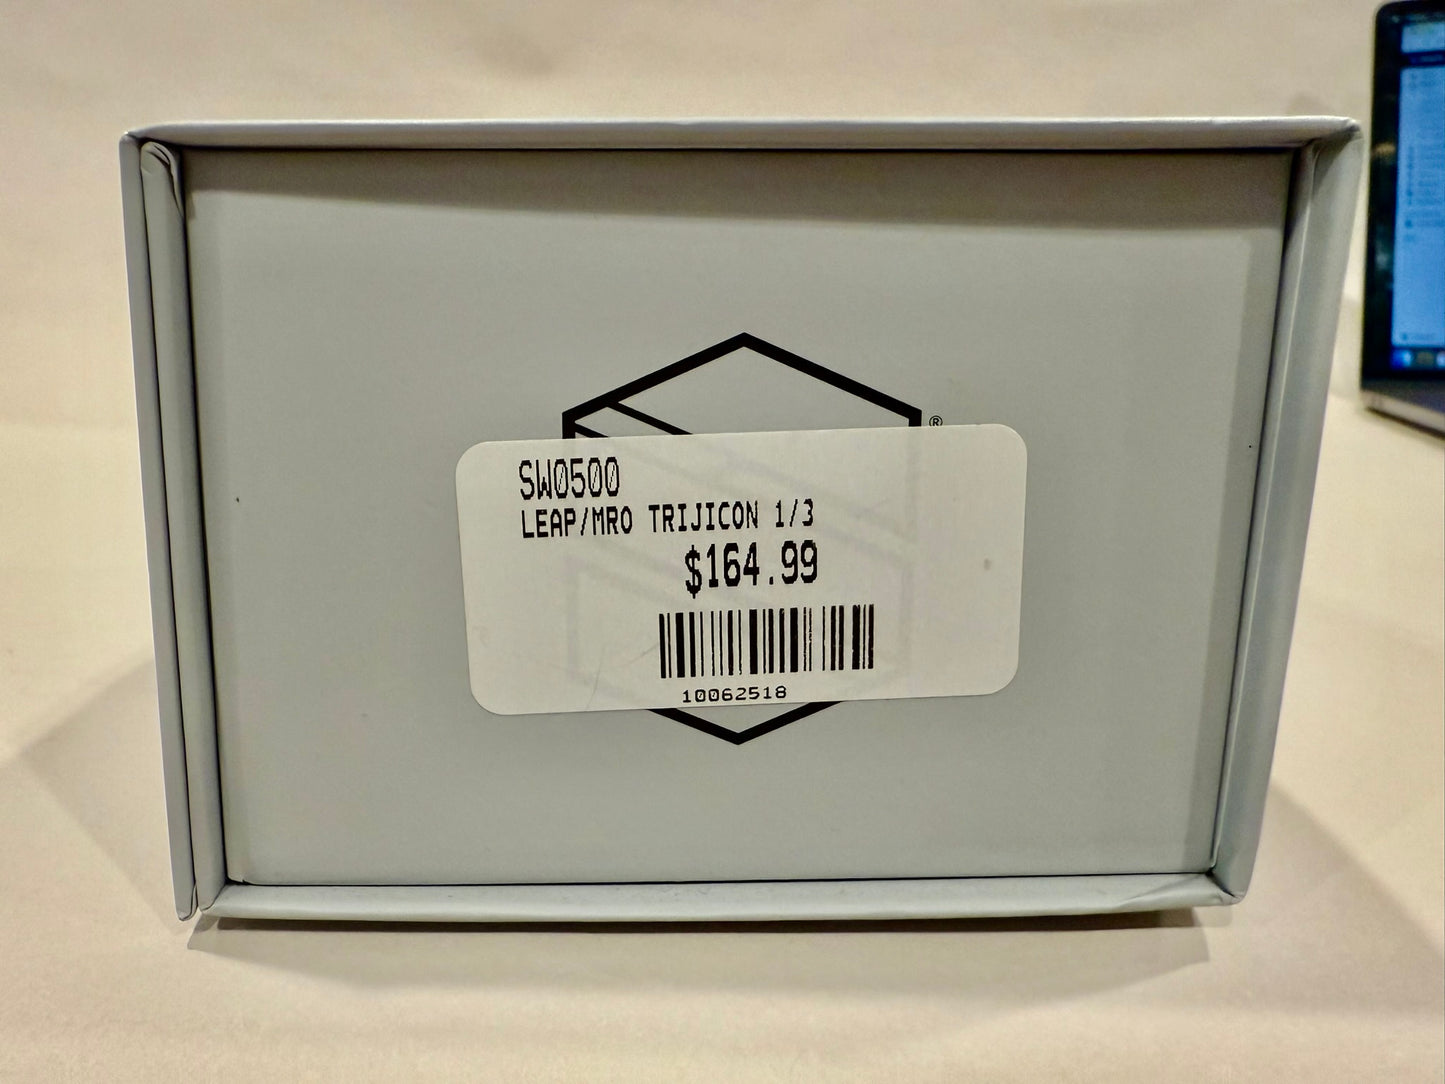 ®
SW0500
LEAP/MRO TRIJICON 1/3
$164.99
10062518